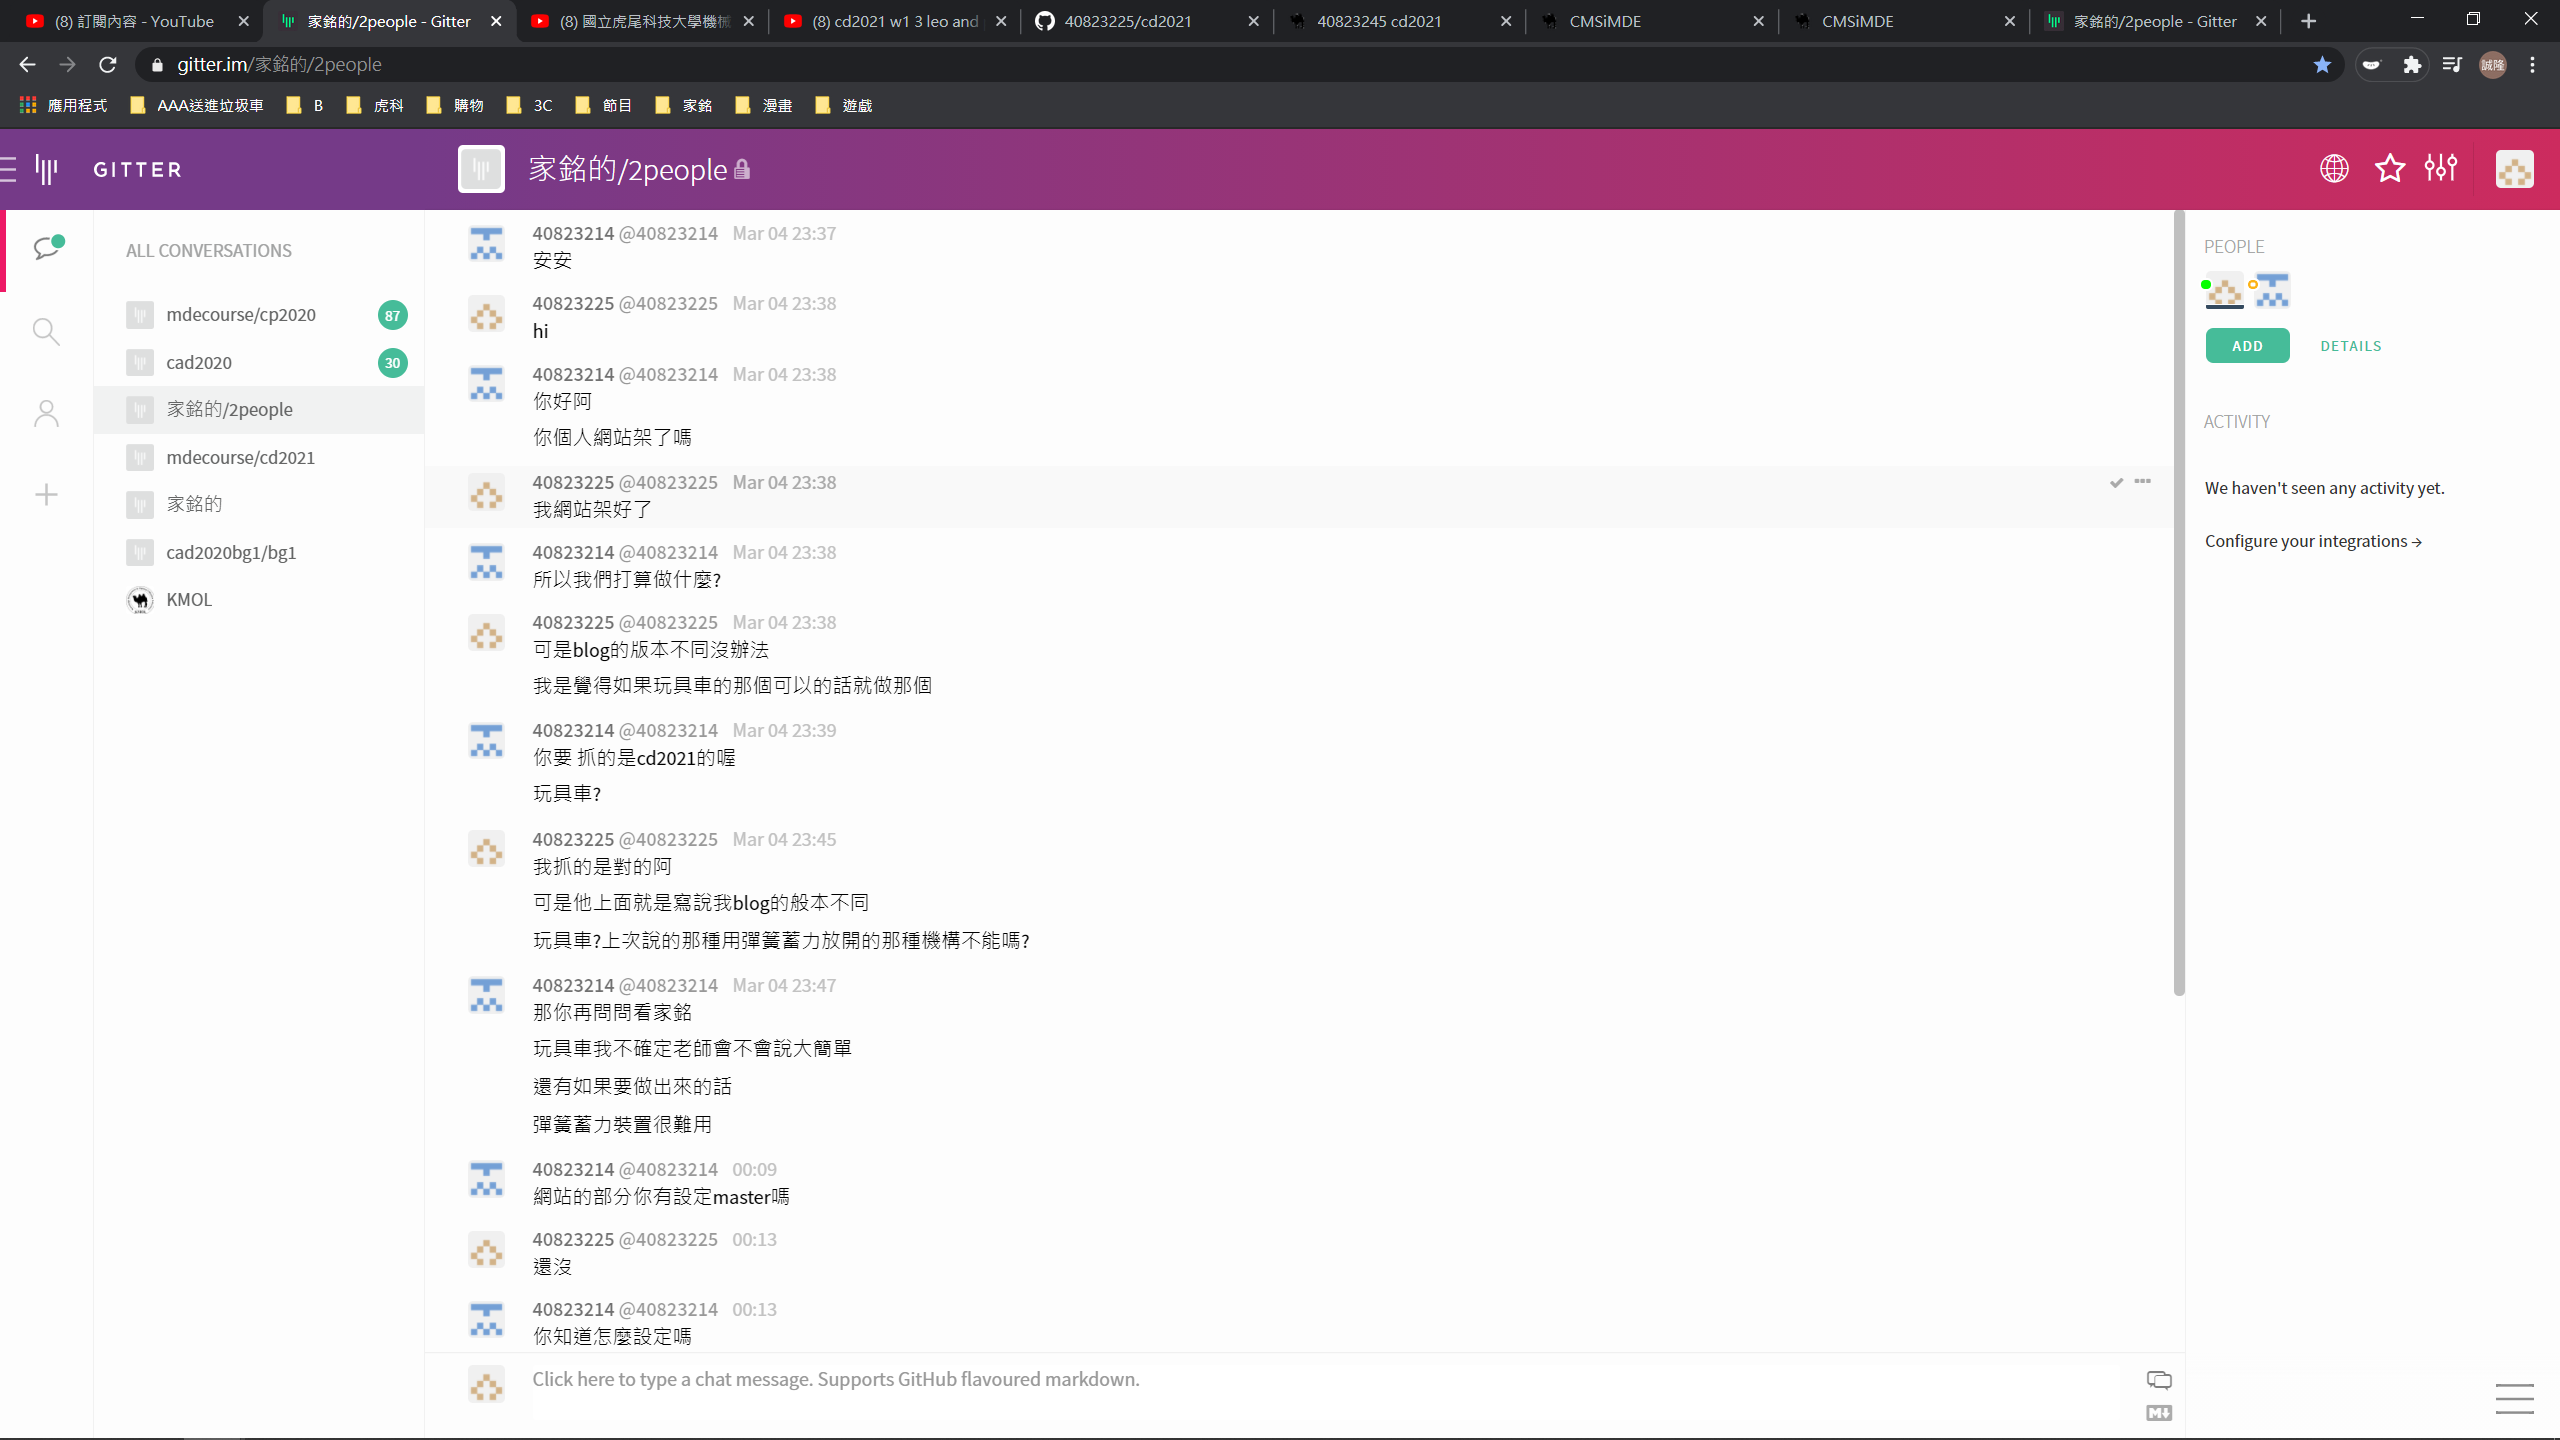 (8) 訂閱內容 - YouTube
家銘的/2people - Gitter
(8) 國立虎尾科技大學機械
(8) cd2021 w1 3 leo and
40823225/cd2021
40823245 cd2021
CMSiMDE
CMSiMDE
家銘的/2people - Gitter
gitter.im/家銘的/2people
誠隆
應用程式
AAA送進垃圾車
B
虎科
購物
3C
節目
家銘
漫畫
遊戲
GITTER
家銘的/2people
ALL CONVERSATIONS
mdecourse/cp2020
87
cad2020
30
家銘的/2people
mdecourse/cd2021
家銘的
cad2020bg1/bg1
KMOL
40823214 @40823214 Mar 04 23:37
安安
40823225 @40823225 Mar 04 23:38
hi
40823214 @40823214 Mar 04 23:38
你好阿
你個人網站架了嗎
40823225 @40823225 Mar 04 23:38
我網站架好了
40823214 @40823214 Mar 04 23:38
所以我們打算做什麼?
40823225 @40823225 Mar 04 23:38
可是blog的版本不同沒辦法
我是覺得如果玩具車的那個可以的話就做那個
40823214 @40823214 Mar 04 23:39
你要 抓的是cd2021的喔
玩具車?
40823225 @40823225 Mar 04 23:45
我抓的是對的阿
可是他上面就是寫說我blog的般本不同
玩具車?上次說的那種用彈簧蓄力放開的那種機構不能嗎?
40823214 @40823214 Mar 04 23:47
那你再問問看家銘
玩具車我不確定老師會不會說大簡單
還有如果要做出來的話
彈簧蓄力裝置很難用
40823214 @40823214 00:09
網站的部分你有設定master嗎
40823225 @40823225 00:13
還沒
40823214 @40823214 00:13
你知道怎麼設定嗎
Click here to type a chat message. Supports GitHub flavoured markdown.
PEOPLE
ADD
DETAILS
ACTIVITY
We haven't seen any activity yet.
Configure your integrations →